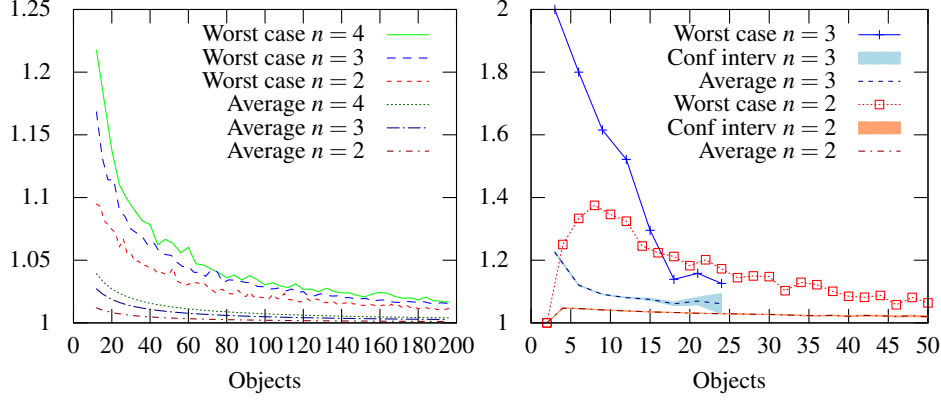 1.25
1.2
1.15
1.1
1.05
1
0 20 40 60 80 100 120 140 160 180 200
Objects
Worst case n = 4
Worst case n = 3
Worst case n = 2
Average n = 4
Average n = 3
Average n = 2
2
1.8
1.6
1.4
1.2
1
0 5 10 15 20 25 30 35 40 45 50
Objects
Worst case n = 3
Conf interv n = 3
Average n = 3
Worst case n = 2
Conf interv n = 2
Average n = 2